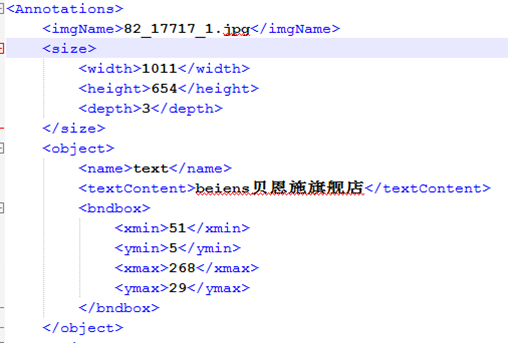 <Annotations>
<imgName>82_17717_1.jpg</imgName>
<size>
<width>1011</width>
<height>654</height>
<depth>3</depth>
</size>
<object>
<name>text</name>
<textContent>beiens贝恩施旗舰店</textContent>
<bndbox>
<xmin>51</xmin>
<ymin>5</ymin>
<xmax>268</xmax>
<ymax>29</ymax>
</bndbox>
</object>